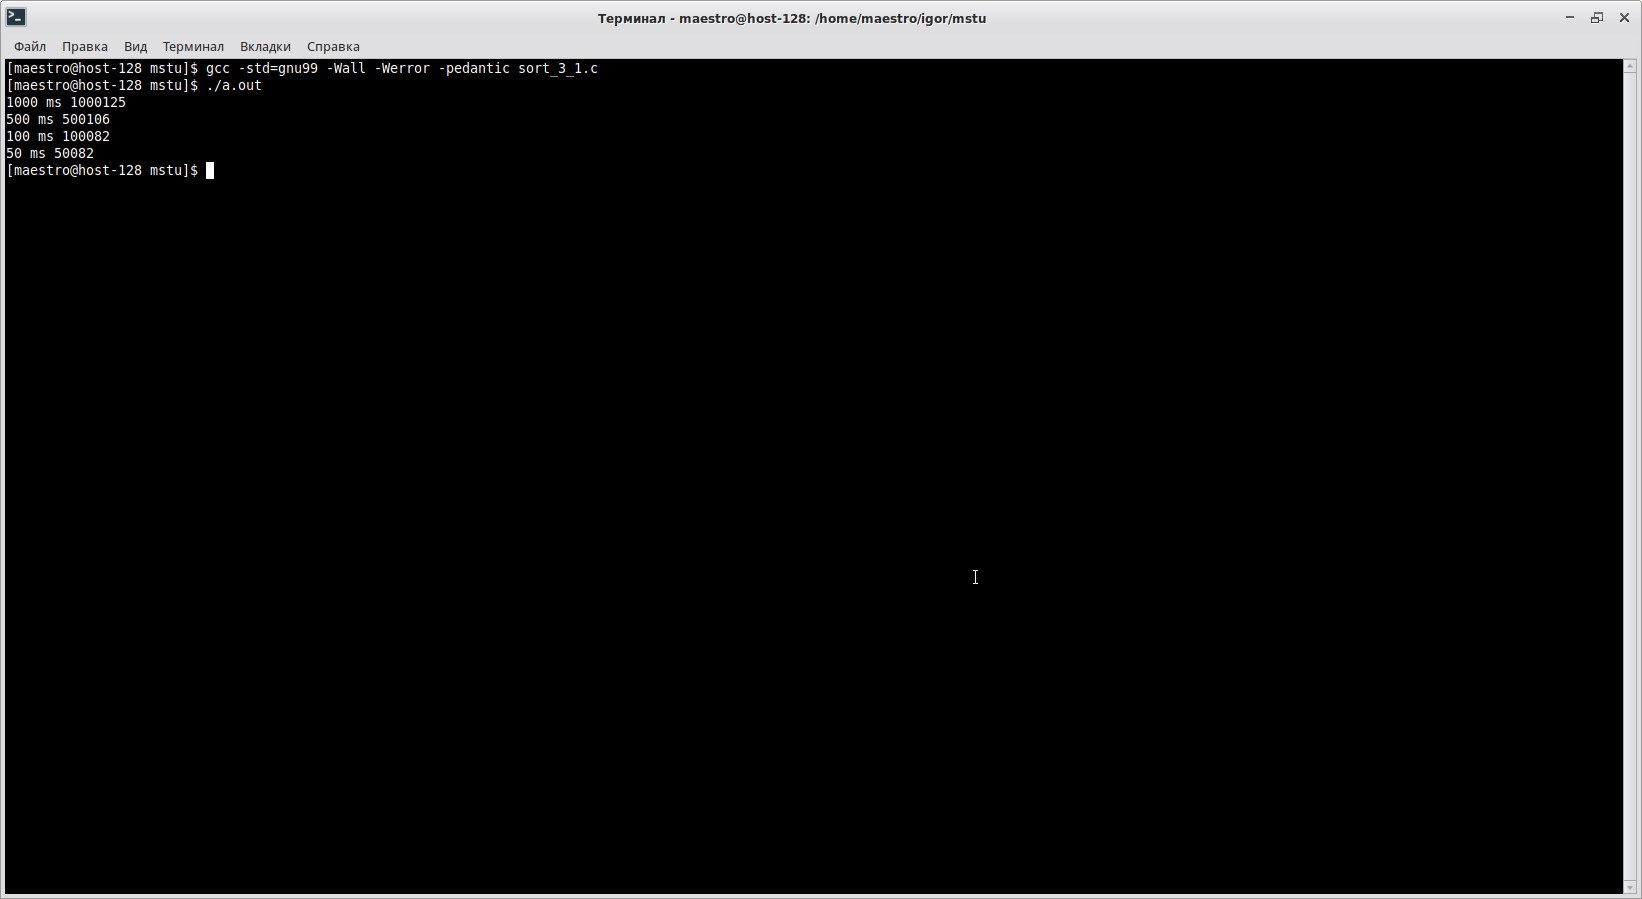 Терминал - maestro@host-128: /home/maestro/igor/mstu
Файл Правка Вид Терминал Вкладки Справка
[maestro@host-128 mstu]$ gcc -std=gnu99 -Wall -Werror -pedantic sort_3_1.c
[maestro@host-128 mstu]$ ./a.out
1000 ms 1000125
500 ms 500106
100 ms 100082
50 ms 50082
[maestro@host-128 mstu]$